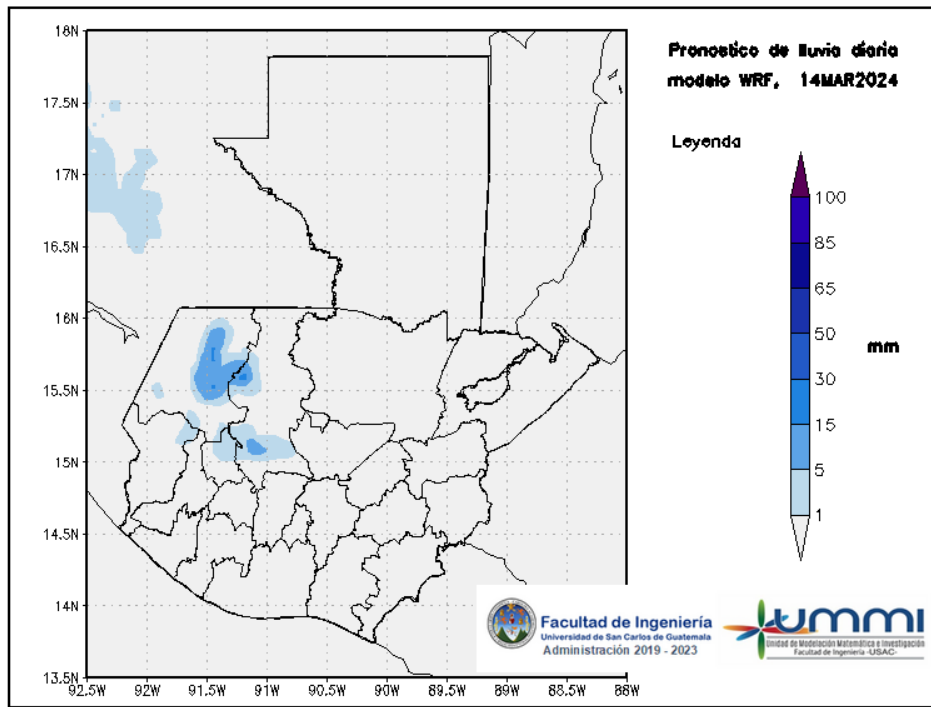 Pronostico de lluvia diaria
modelo WRF, 14MAR2024
Leyenda
100
85
65
50
30
15
5
1
mm
18N
17.5N
17N
16.5N
16N
15.5N
15N
14.5N
14N
13.5N
92.5W 92W 91.5W 91W 90.5W 90W 89.5W 89W 88.5W 88W
Facultad de Ingeniería
Universidad de San Carlos de Guatemala
Administración 2019 - 2023
UMMI
Unidad de Modelación Matemática e Investigación
Facultad de Ingeniería -USAC-